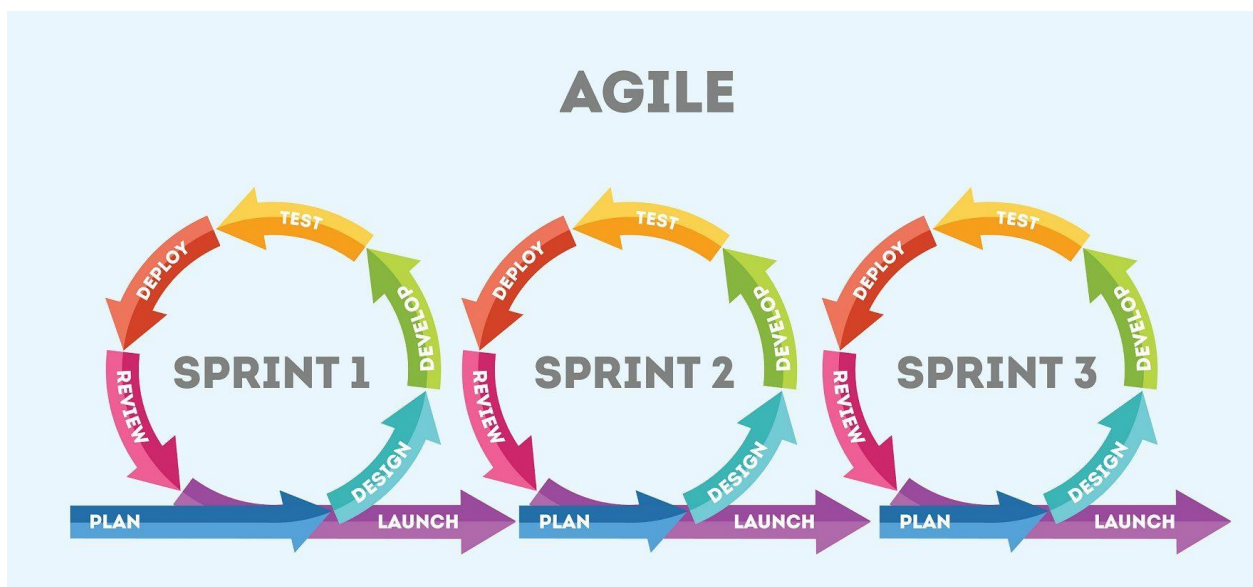 AGILE
SPRINT 1
PLAN
DESIGN
DEVELOP
TEST
DEPLOY
REVIEW
LAUNCH
SPRINT 2
PLAN
DESIGN
DEVELOP
TEST
DEPLOY
REVIEW
LAUNCH
SPRINT 3
PLAN
DESIGN
DEVELOP
TEST
DEPLOY
REVIEW
LAUNCH